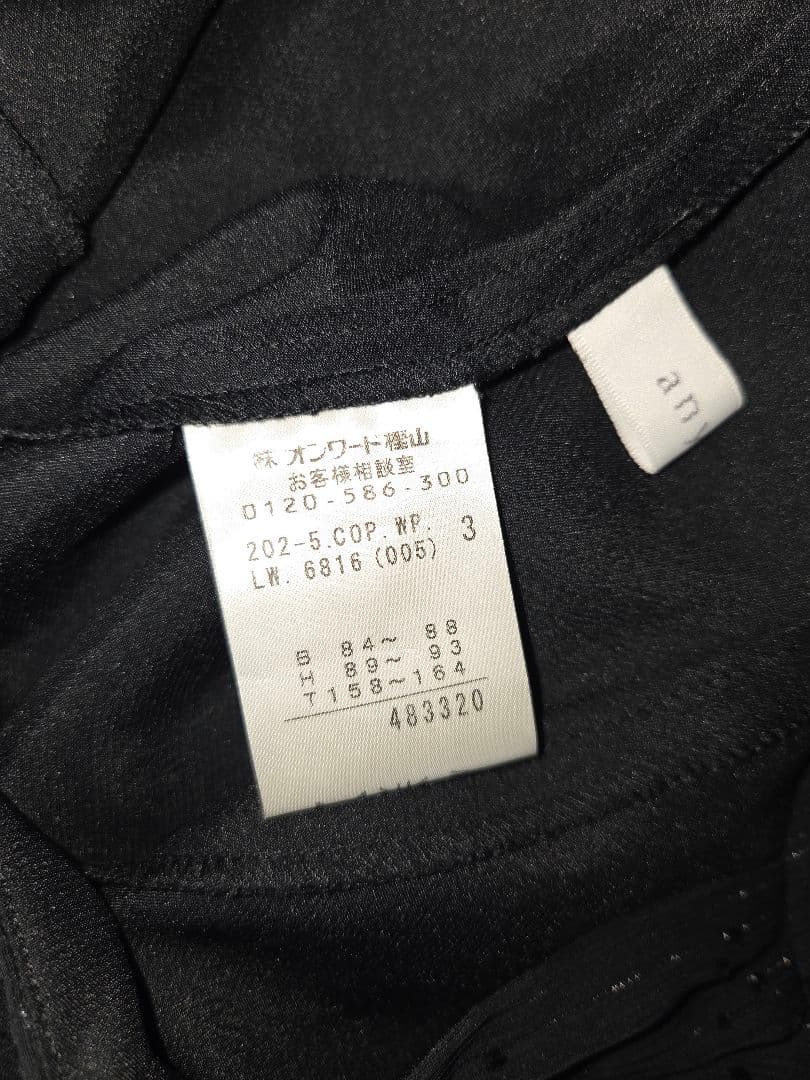 ㈱オンワード樫山
お客様相談室
0120-586-300
202-5.COP.WP. 3
LW. 6816 (005)
B 84～ 88
H 89～ 93
T158～164
483320
any